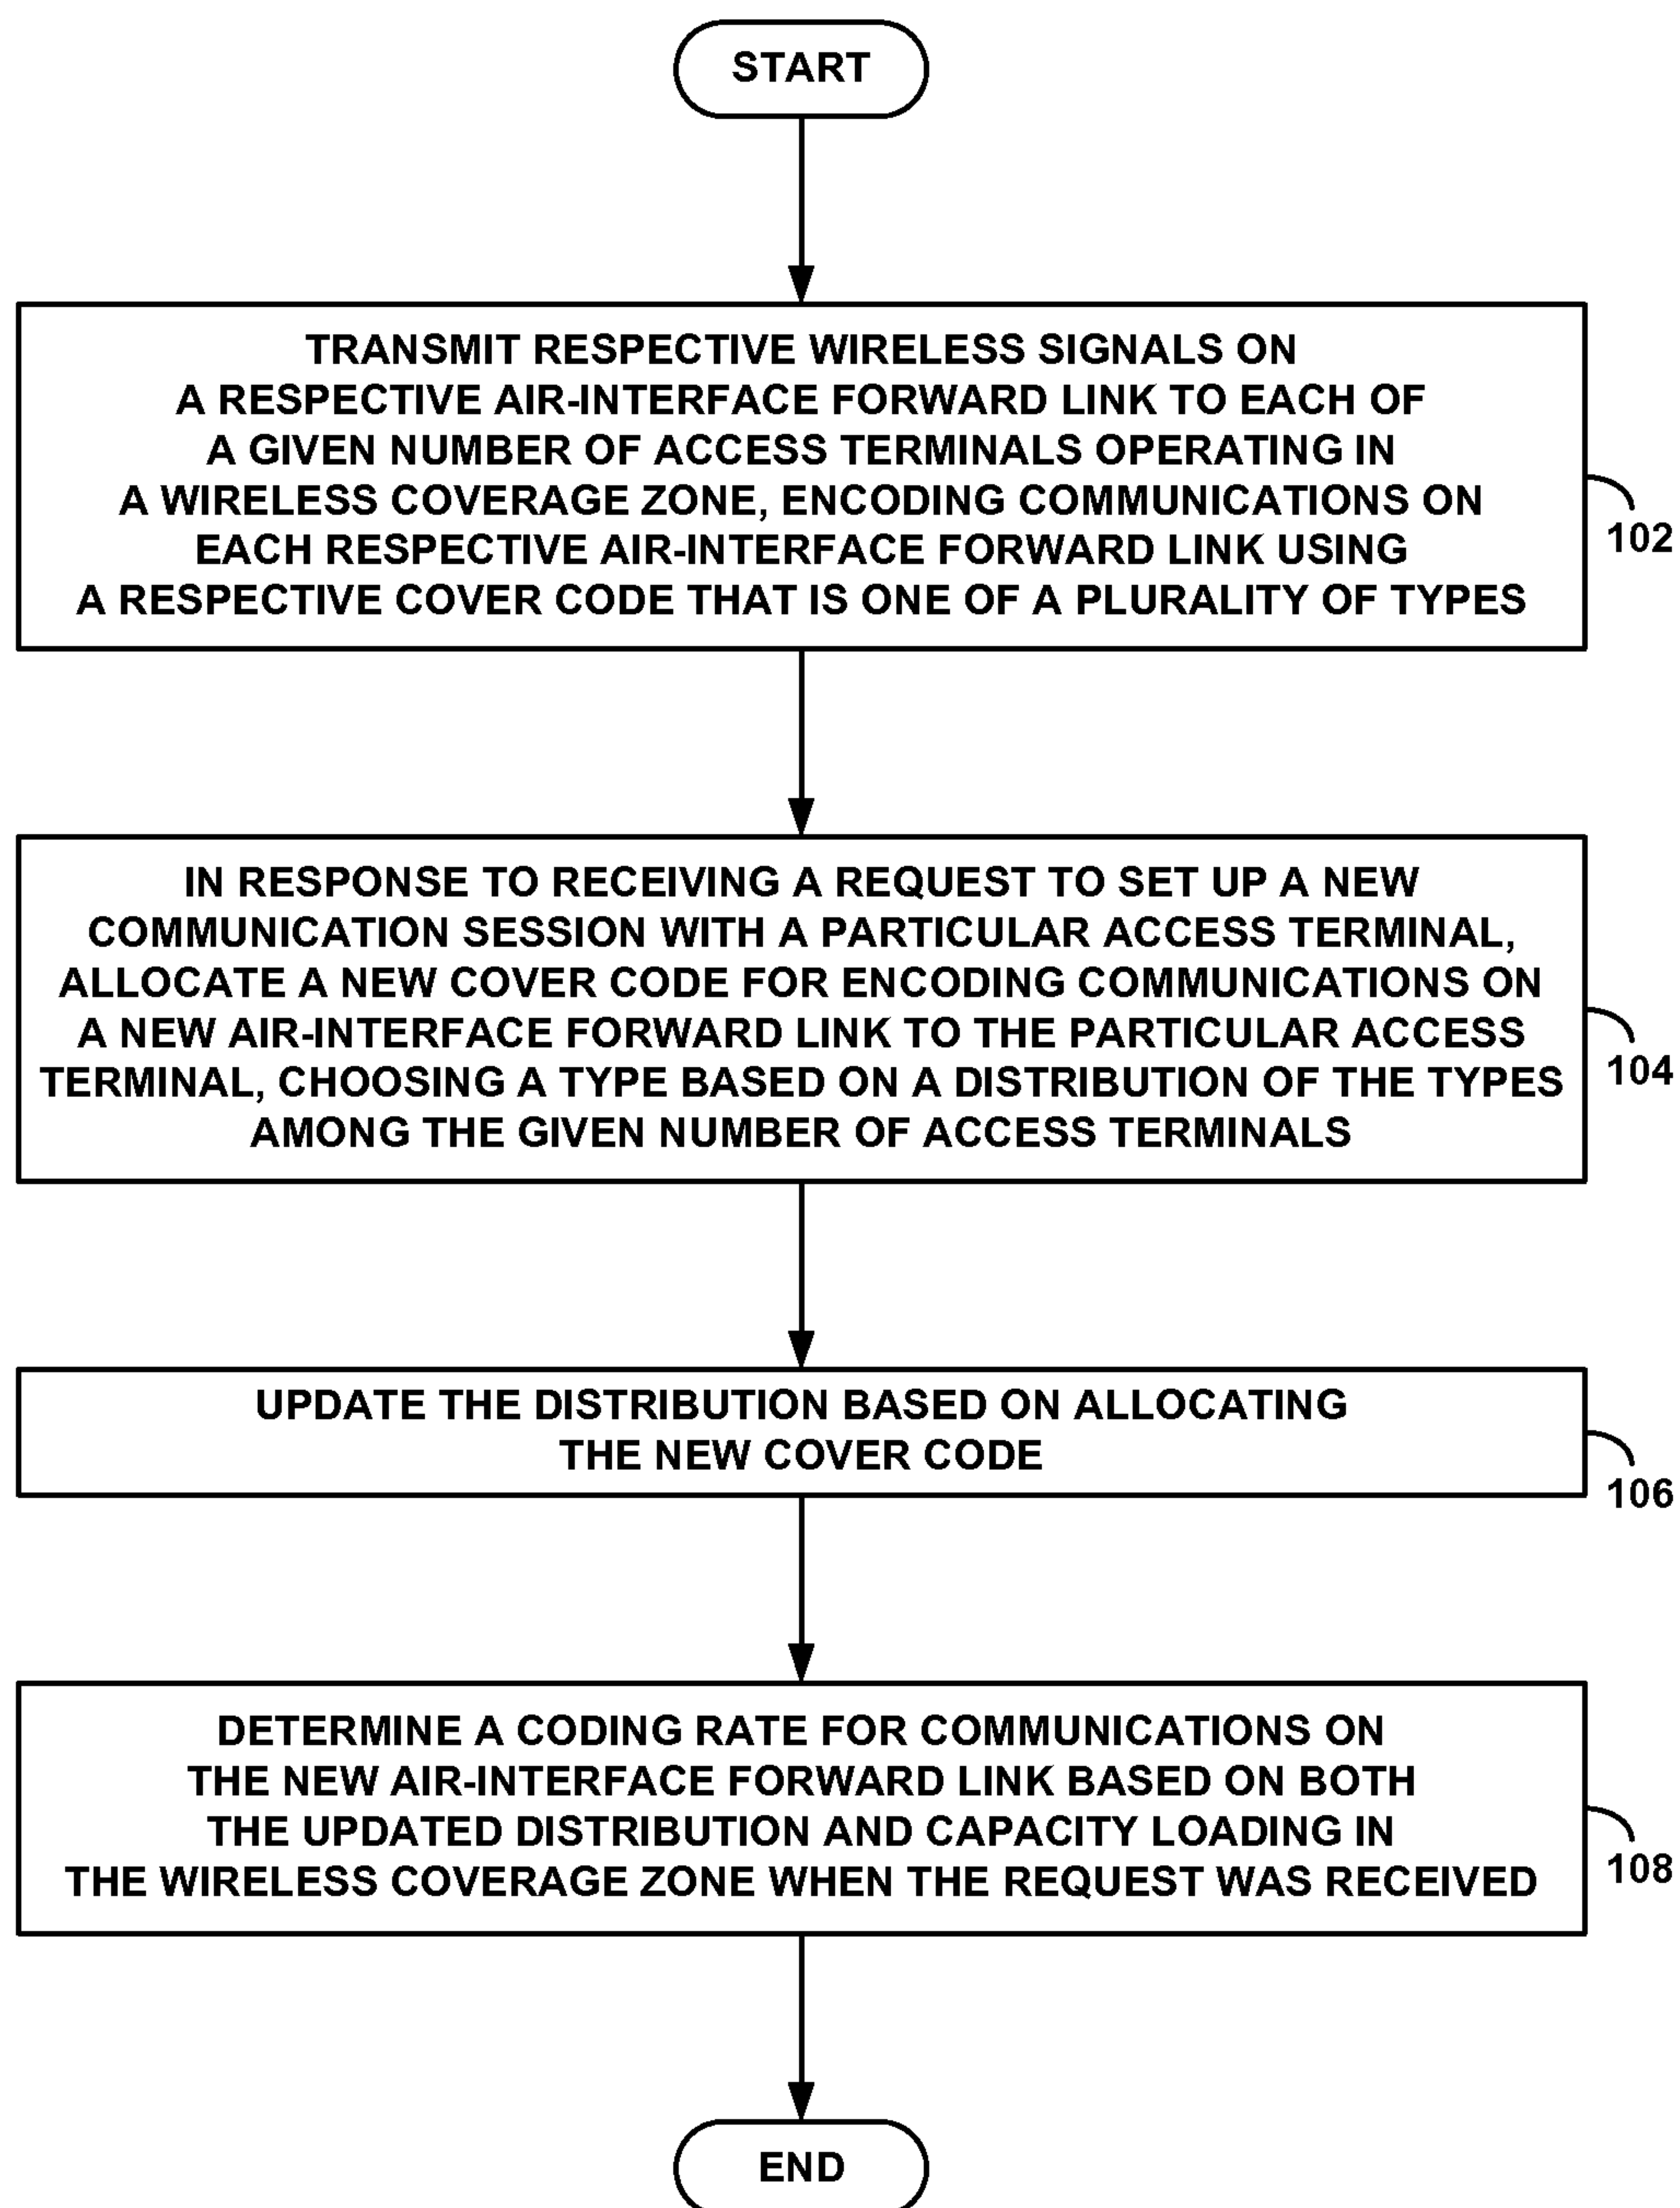 START
TRANSMIT RESPECTIVE WIRELESS SIGNALS ON
A RESPECTIVE AIR-INTERFACE FORWARD LINK TO EACH OF
A GIVEN NUMBER OF ACCESS TERMINALS OPERATING IN
A WIRELESS COVERAGE ZONE, ENCODING COMMUNICATIONS ON
EACH RESPECTIVE AIR-INTERFACE FORWARD LINK USING
A RESPECTIVE COVER CODE THAT IS ONE OF A PLURALITY OF TYPES
102
IN RESPONSE TO RECEIVING A REQUEST TO SET UP A NEW
COMMUNICATION SESSION WITH A PARTICULAR ACCESS TERMINAL,
ALLOCATE A NEW COVER CODE FOR ENCODING COMMUNICATIONS ON
A NEW AIR-INTERFACE FORWARD LINK TO THE PARTICULAR ACCESS
TERMINAL, CHOOSING A TYPE BASED ON A DISTRIBUTION OF THE TYPES
AMONG THE GIVEN NUMBER OF ACCESS TERMINALS
104
UPDATE THE DISTRIBUTION BASED ON ALLOCATING
THE NEW COVER CODE
106
DETERMINE A CODING RATE FOR COMMUNICATIONS ON
THE NEW AIR-INTERFACE FORWARD LINK BASED ON BOTH
THE UPDATED DISTRIBUTION AND CAPACITY LOADING IN
THE WIRELESS COVERAGE ZONE WHEN THE REQUEST WAS RECEIVED
108
END